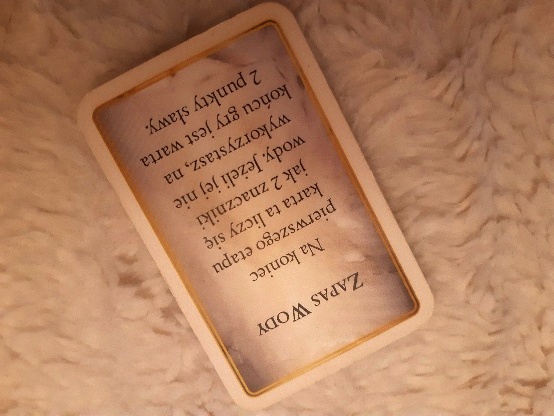 ZAPAS WODY
Na koniec
pierwszego etapu
karta ta liczy się
jak 2 znaczniki
wody. Jeżeli jej nie
wykorzystasz, na
końcu gry jest warta
2 punkty sławy.